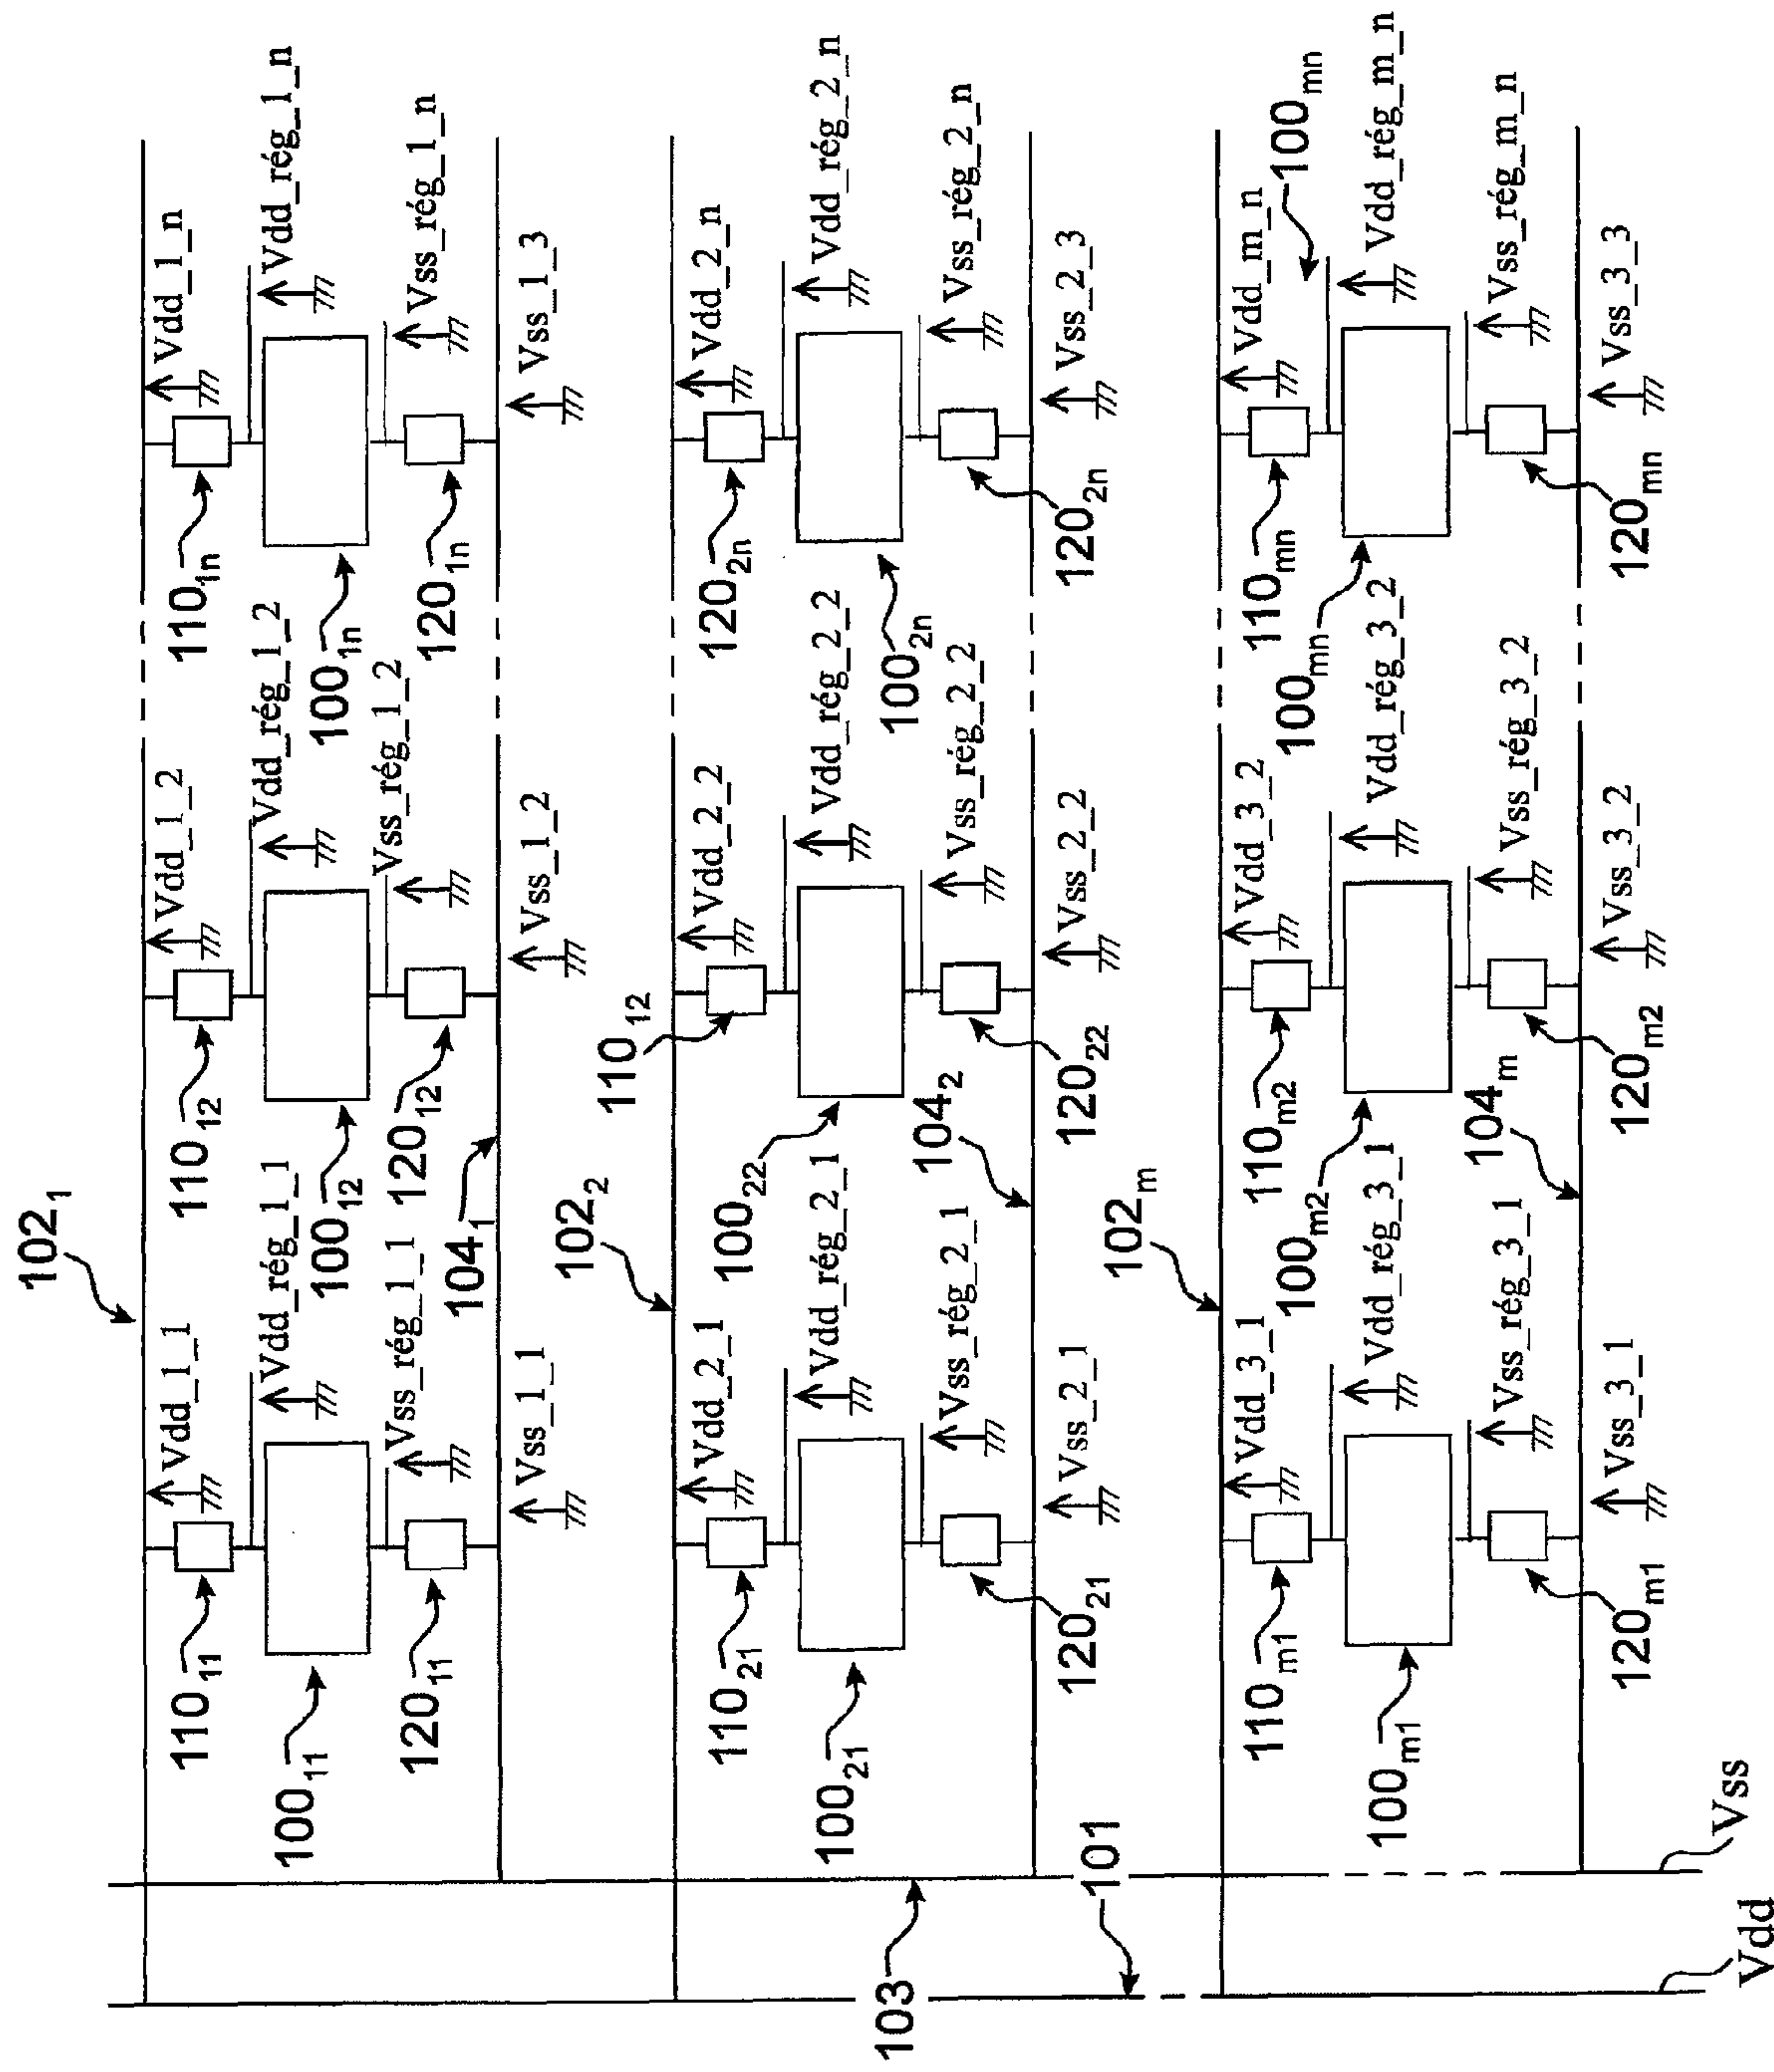 102₁
Vdd_1_1
Vdd_1_2
Vdd_1_n
110₁₁
110₁₂
110₁ₙ
Vdd_rég_1_1
Vdd_rég_1_2
Vdd_rég_1_n
100₁₁
100₁₂
100₁ₙ
Vss_rég_1_1
Vss_rég_1_2
Vss_rég_1_n
120₁₁
120₁₂
120₁ₙ
104₁
Vss_1_1
Vss_1_2
Vss_1_3
102₂
110₁₂
Vdd_2_1
Vdd_2_2
Vdd_2_n
110₂₁
120₂ₙ
100₂₂
Vdd_rég_2_1
Vdd_rég_2_2
Vdd_rég_2_n
100₂₁
100₂ₙ
104₂
Vss_rég_2_1
Vss_rég_2_2
Vss_rég_2_n
Vss_2_1
Vss_2_2
Vss_2_3
120₂₁
120₂₂
120₂ₙ
103
101
102ₘ
Vdd_3_1
Vdd_3_2
Vdd_m_n
110ₘ₁
110ₘ₂
110ₘₙ
100ₘₙ
100ₘ₂
100ₘₙ
Vdd_rég_3_1
Vdd_rég_3_2
Vdd_rég_m_n
100ₘ₁
104ₘ
Vss_rég_3_1
Vss_rég_3_2
Vss_rég_m_n
Vss_3_1
Vss_3_2
Vss_3_3
120ₘ₁
120ₘ₂
120ₘₙ
Vss
Vdd